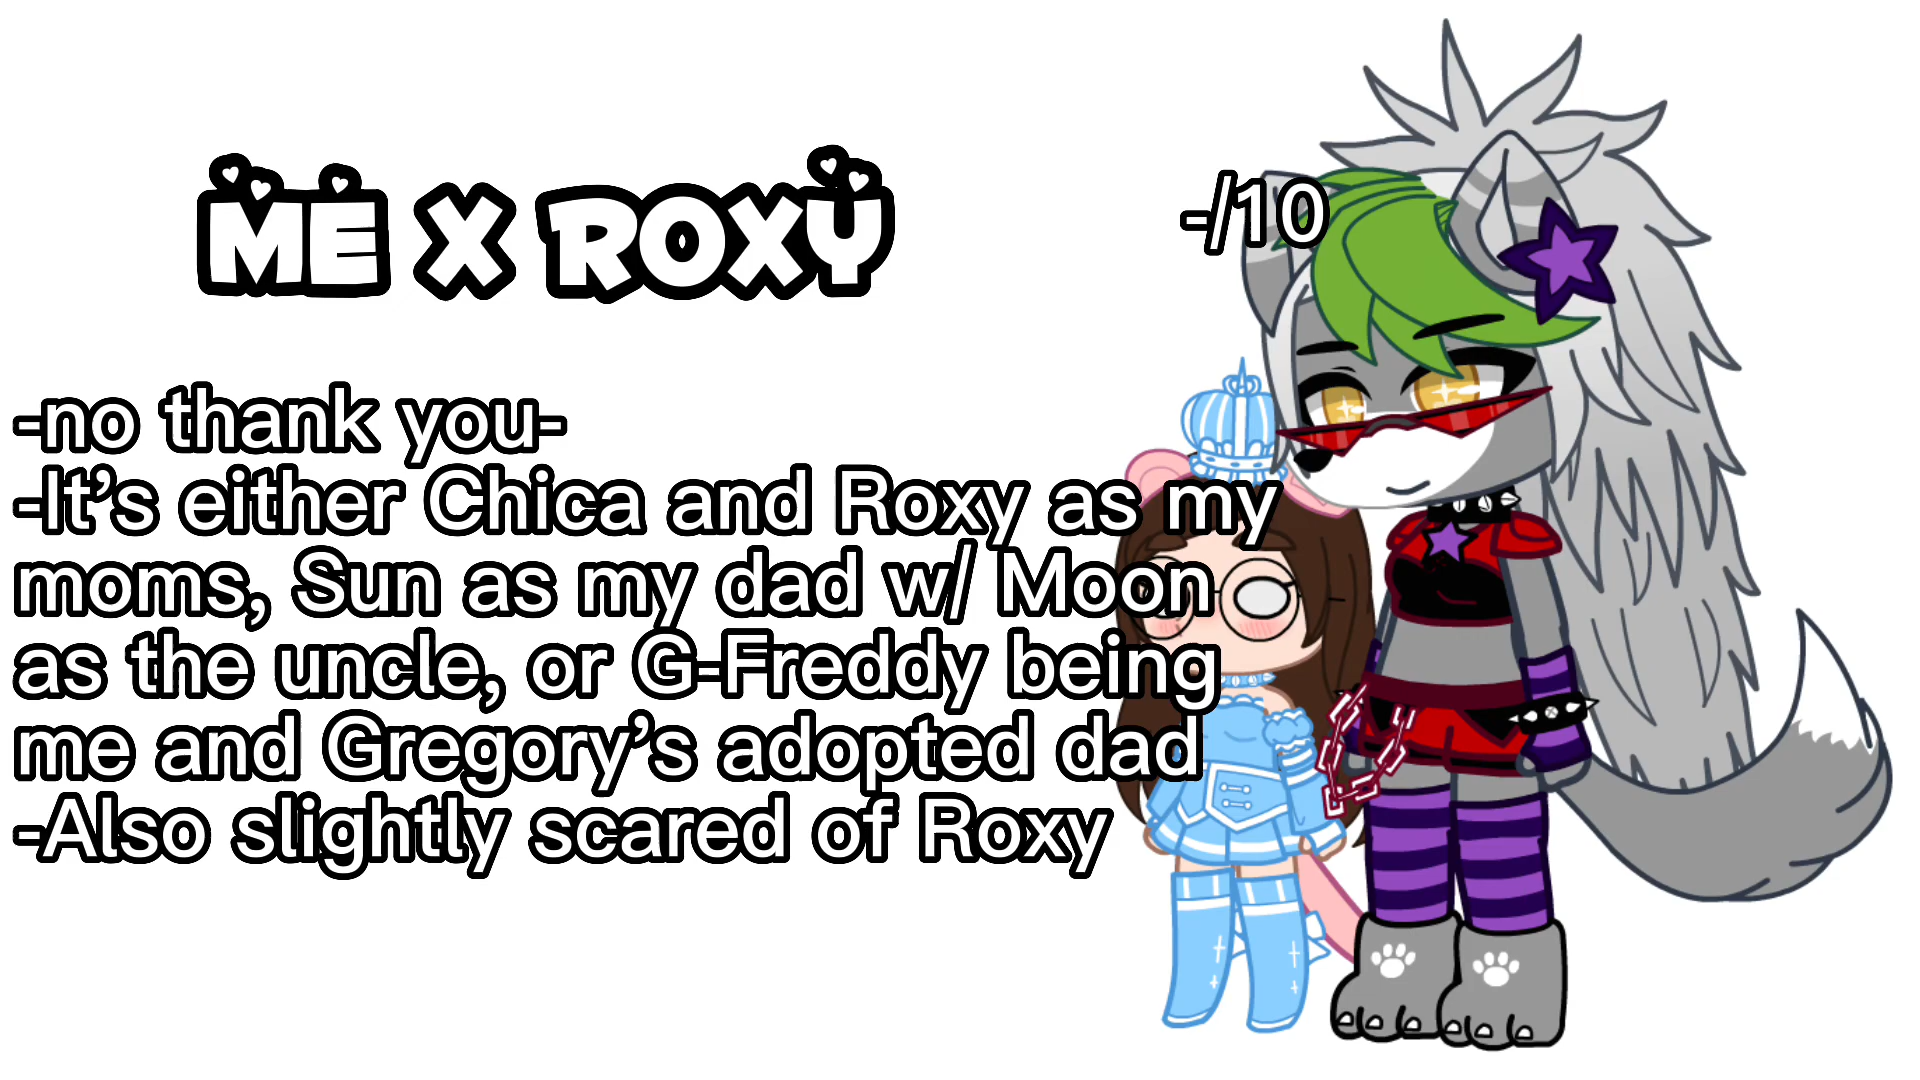 ME X ROXY
-/10
-no thank you-
-It’s either Chica and Roxy as my
moms, Sun as my dad w/ Moon
as the uncle, or G-Freddy being
me and Gregory’s adopted dad
-Also slightly scared of Roxy